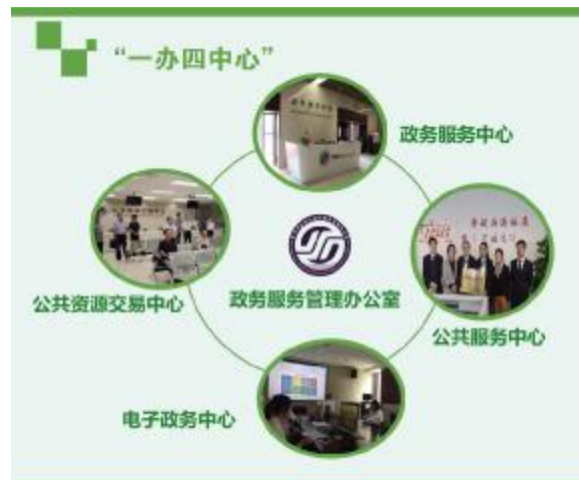 “一办四中心”
政务服务中心
公共资源交易中心
政务服务管理办公室
公共服务中心
电子政务中心